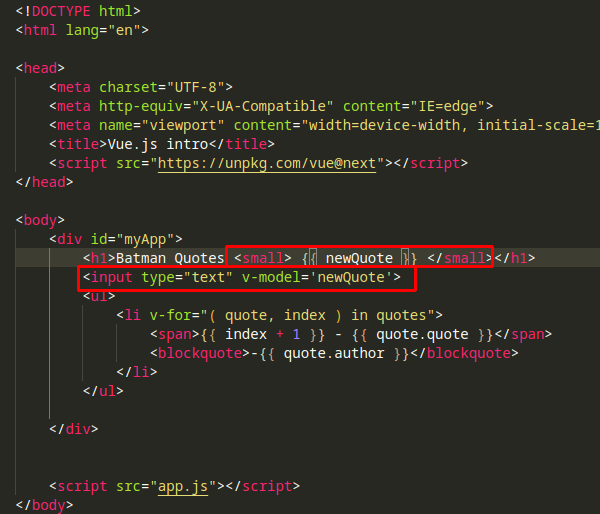 <!DOCTYPE html>
<html lang="en">
<head>
<meta charset="UTF-8">
<meta http-equiv="X-UA-Compatible" content="IE=edge">
<meta name="viewport" content="width=device-width, initial-scale=1
<title>Vue.js intro</title>
<script src="https://unpkg.com/vue@next"></script>
</head>
<body>
<div id="myApp">
<h1>Batman Quotes <small> {{ newQuote }} </small></h1>
<input type="text" v-model='newQuote'>
<ul>
<li v-for="( quote, index ) in quotes">
<span>{{ index + 1 }} - {{ quote.quote }}</span>
<blockquote>-{{ quote.author }}</blockquote>
</li>
</ul>
</div>
<script src="app.js"></script>
</body>